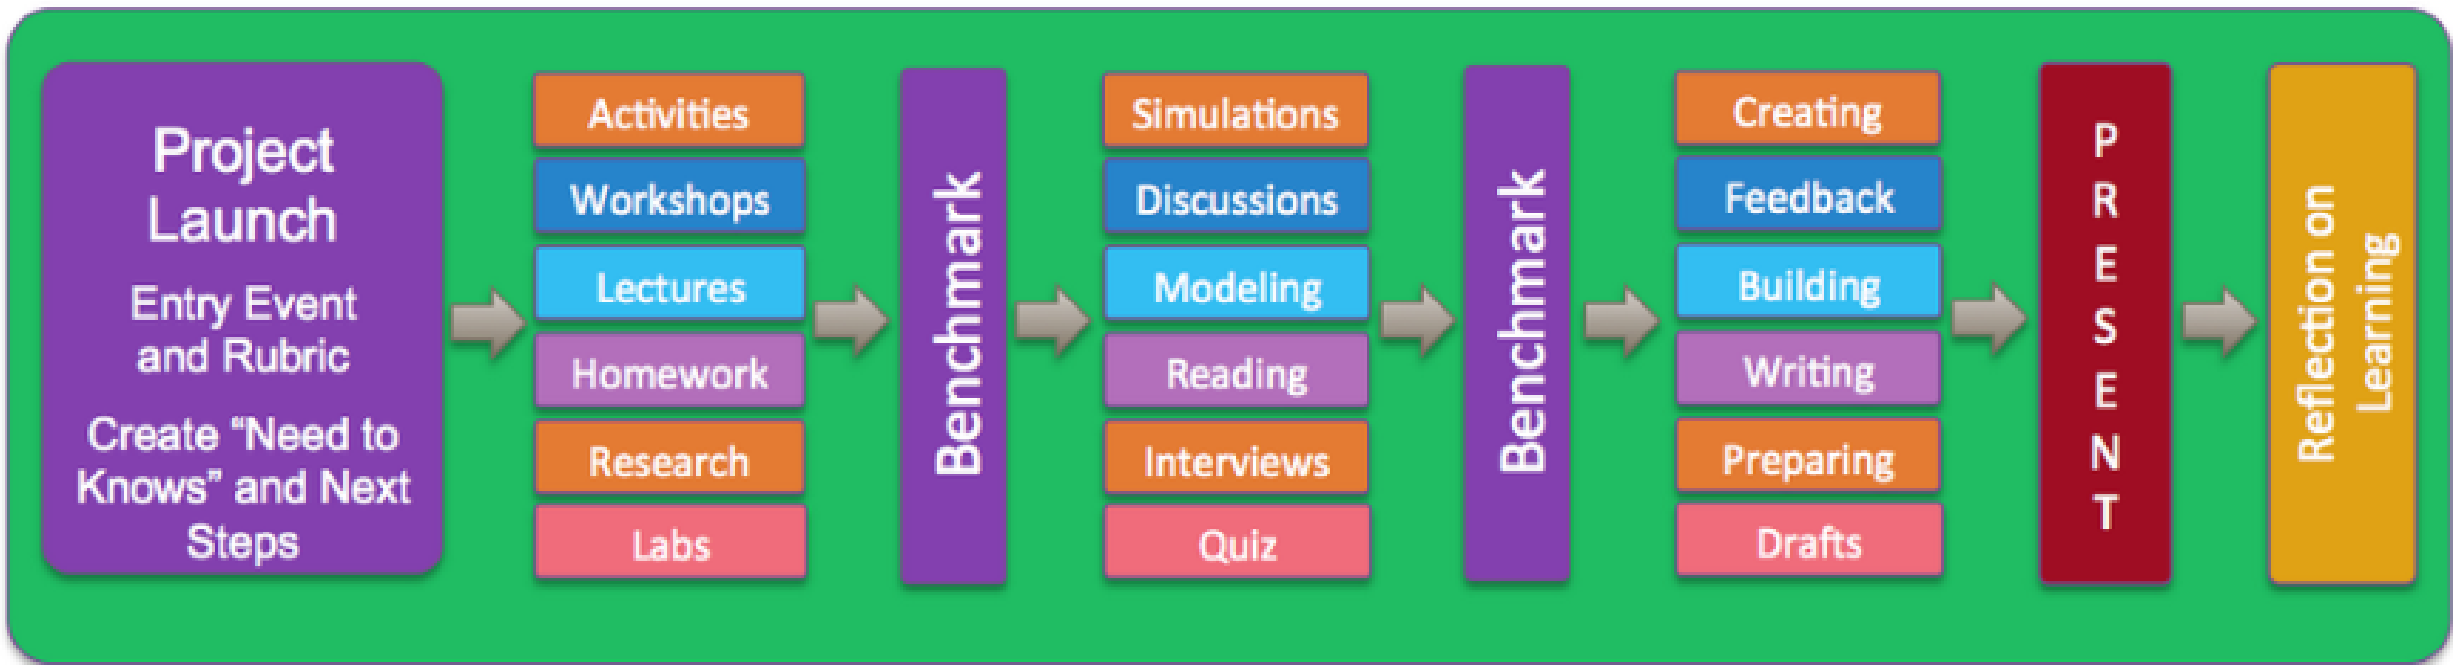 Project
Launch
Entry Event
and Rubric
Create “Need to
Knows” and Next
Steps
Activities
Workshops
Lectures
Homework
Research
Labs
Benchmark
Simulations
Discussions
Modeling
Reading
Interviews
Quiz
Benchmark
Creating
Feedback
Building
Writing
Preparing
Drafts
PRESENT
Reflection on
Learning